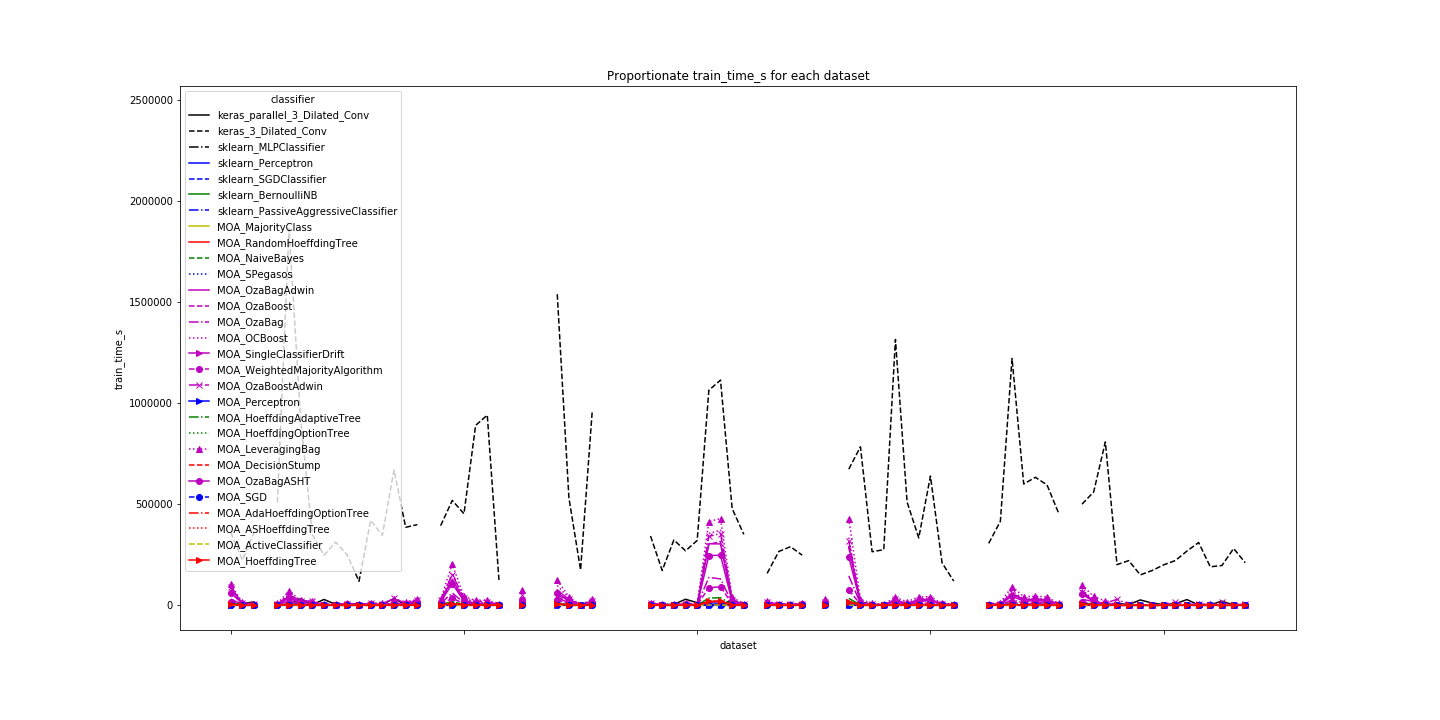 Proportionate train_time_s for each dataset
classifier
keras_parallel_3_Dilated_Conv
keras_3_Dilated_Conv
sklearn_MLPClassifier
sklearn_Perceptron
sklearn_SGDClassifier
sklearn_BernoulliNB
sklearn_PassiveAggressiveClassifier
MOA_MajorityClass
MOA_RandomHoeffdingTree
MOA_NaiveBayes
MOA_SPegasos
MOA_OzaBagAdwin
MOA_OzaBoost
MOA_OzaBag
MOA_OCBoost
MOA_SingleClassifierDrift
MOA_WeightedMajorityAlgorithm
MOA_OzaBoostAdwin
MOA_Perceptron
MOA_HoeffdingAdaptiveTree
MOA_HoeffdingOptionTree
MOA_LeveragingBag
MOA_DecisionStump
MOA_OzaBagASHT
MOA_SGD
MOA_AdaHoeffdingOptionTree
MOA_ASHoeffdingTree
MOA_ActiveClassifier
MOA_HoeffdingTree
2500000
2000000
1500000
1000000
500000
0
train_time_s
dataset